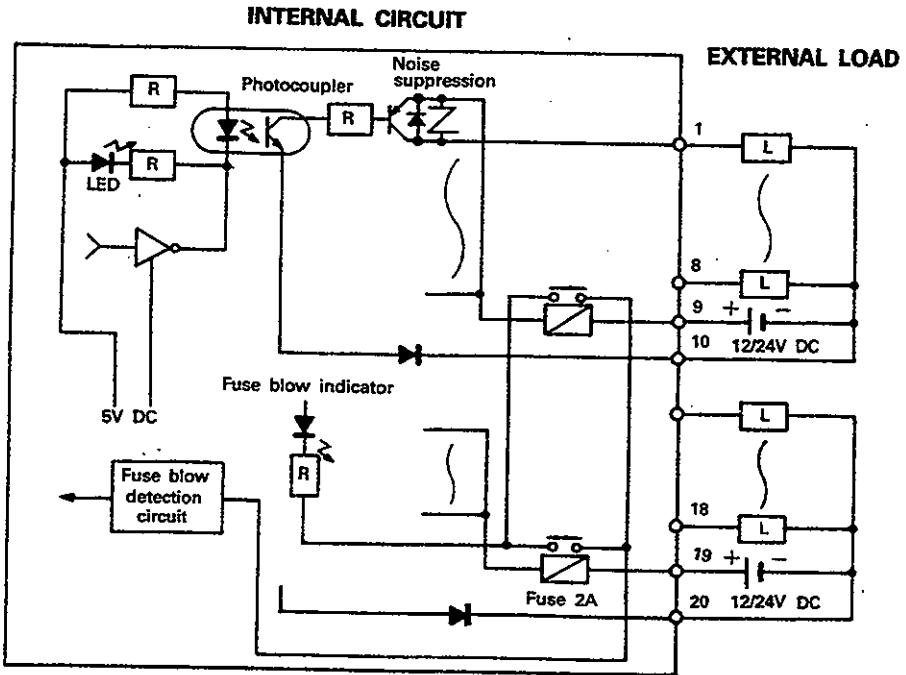 INTERNAL CIRCUIT
EXTERNAL LOAD
Photocoupler
Noise
suppression
R
R
R
LED
1
L
8
L
9
+
-
10
12/24V DC
5V DC
Fuse blow indicator
R
L
Fuse blow
detection
circuit
18
L
19
+
-
Fuse 2A
20
12/24V DC